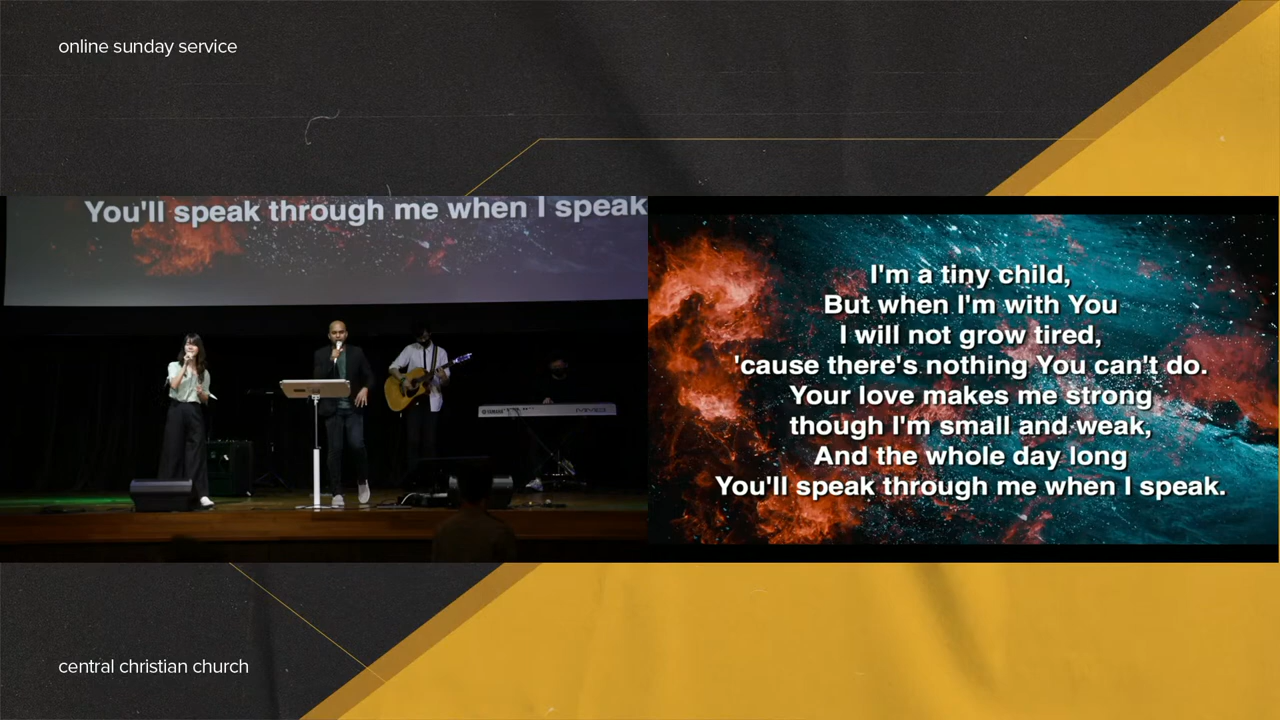 online sunday service
You'll speak through me when I speak
I'm a tiny child,
But when I'm with You
I will not grow tired,
'cause there's nothing You can't do.
Your love makes me strong
though I'm small and weak,
And the whole day long
You'll speak through me when I speak.
YAMAHA
central christian church